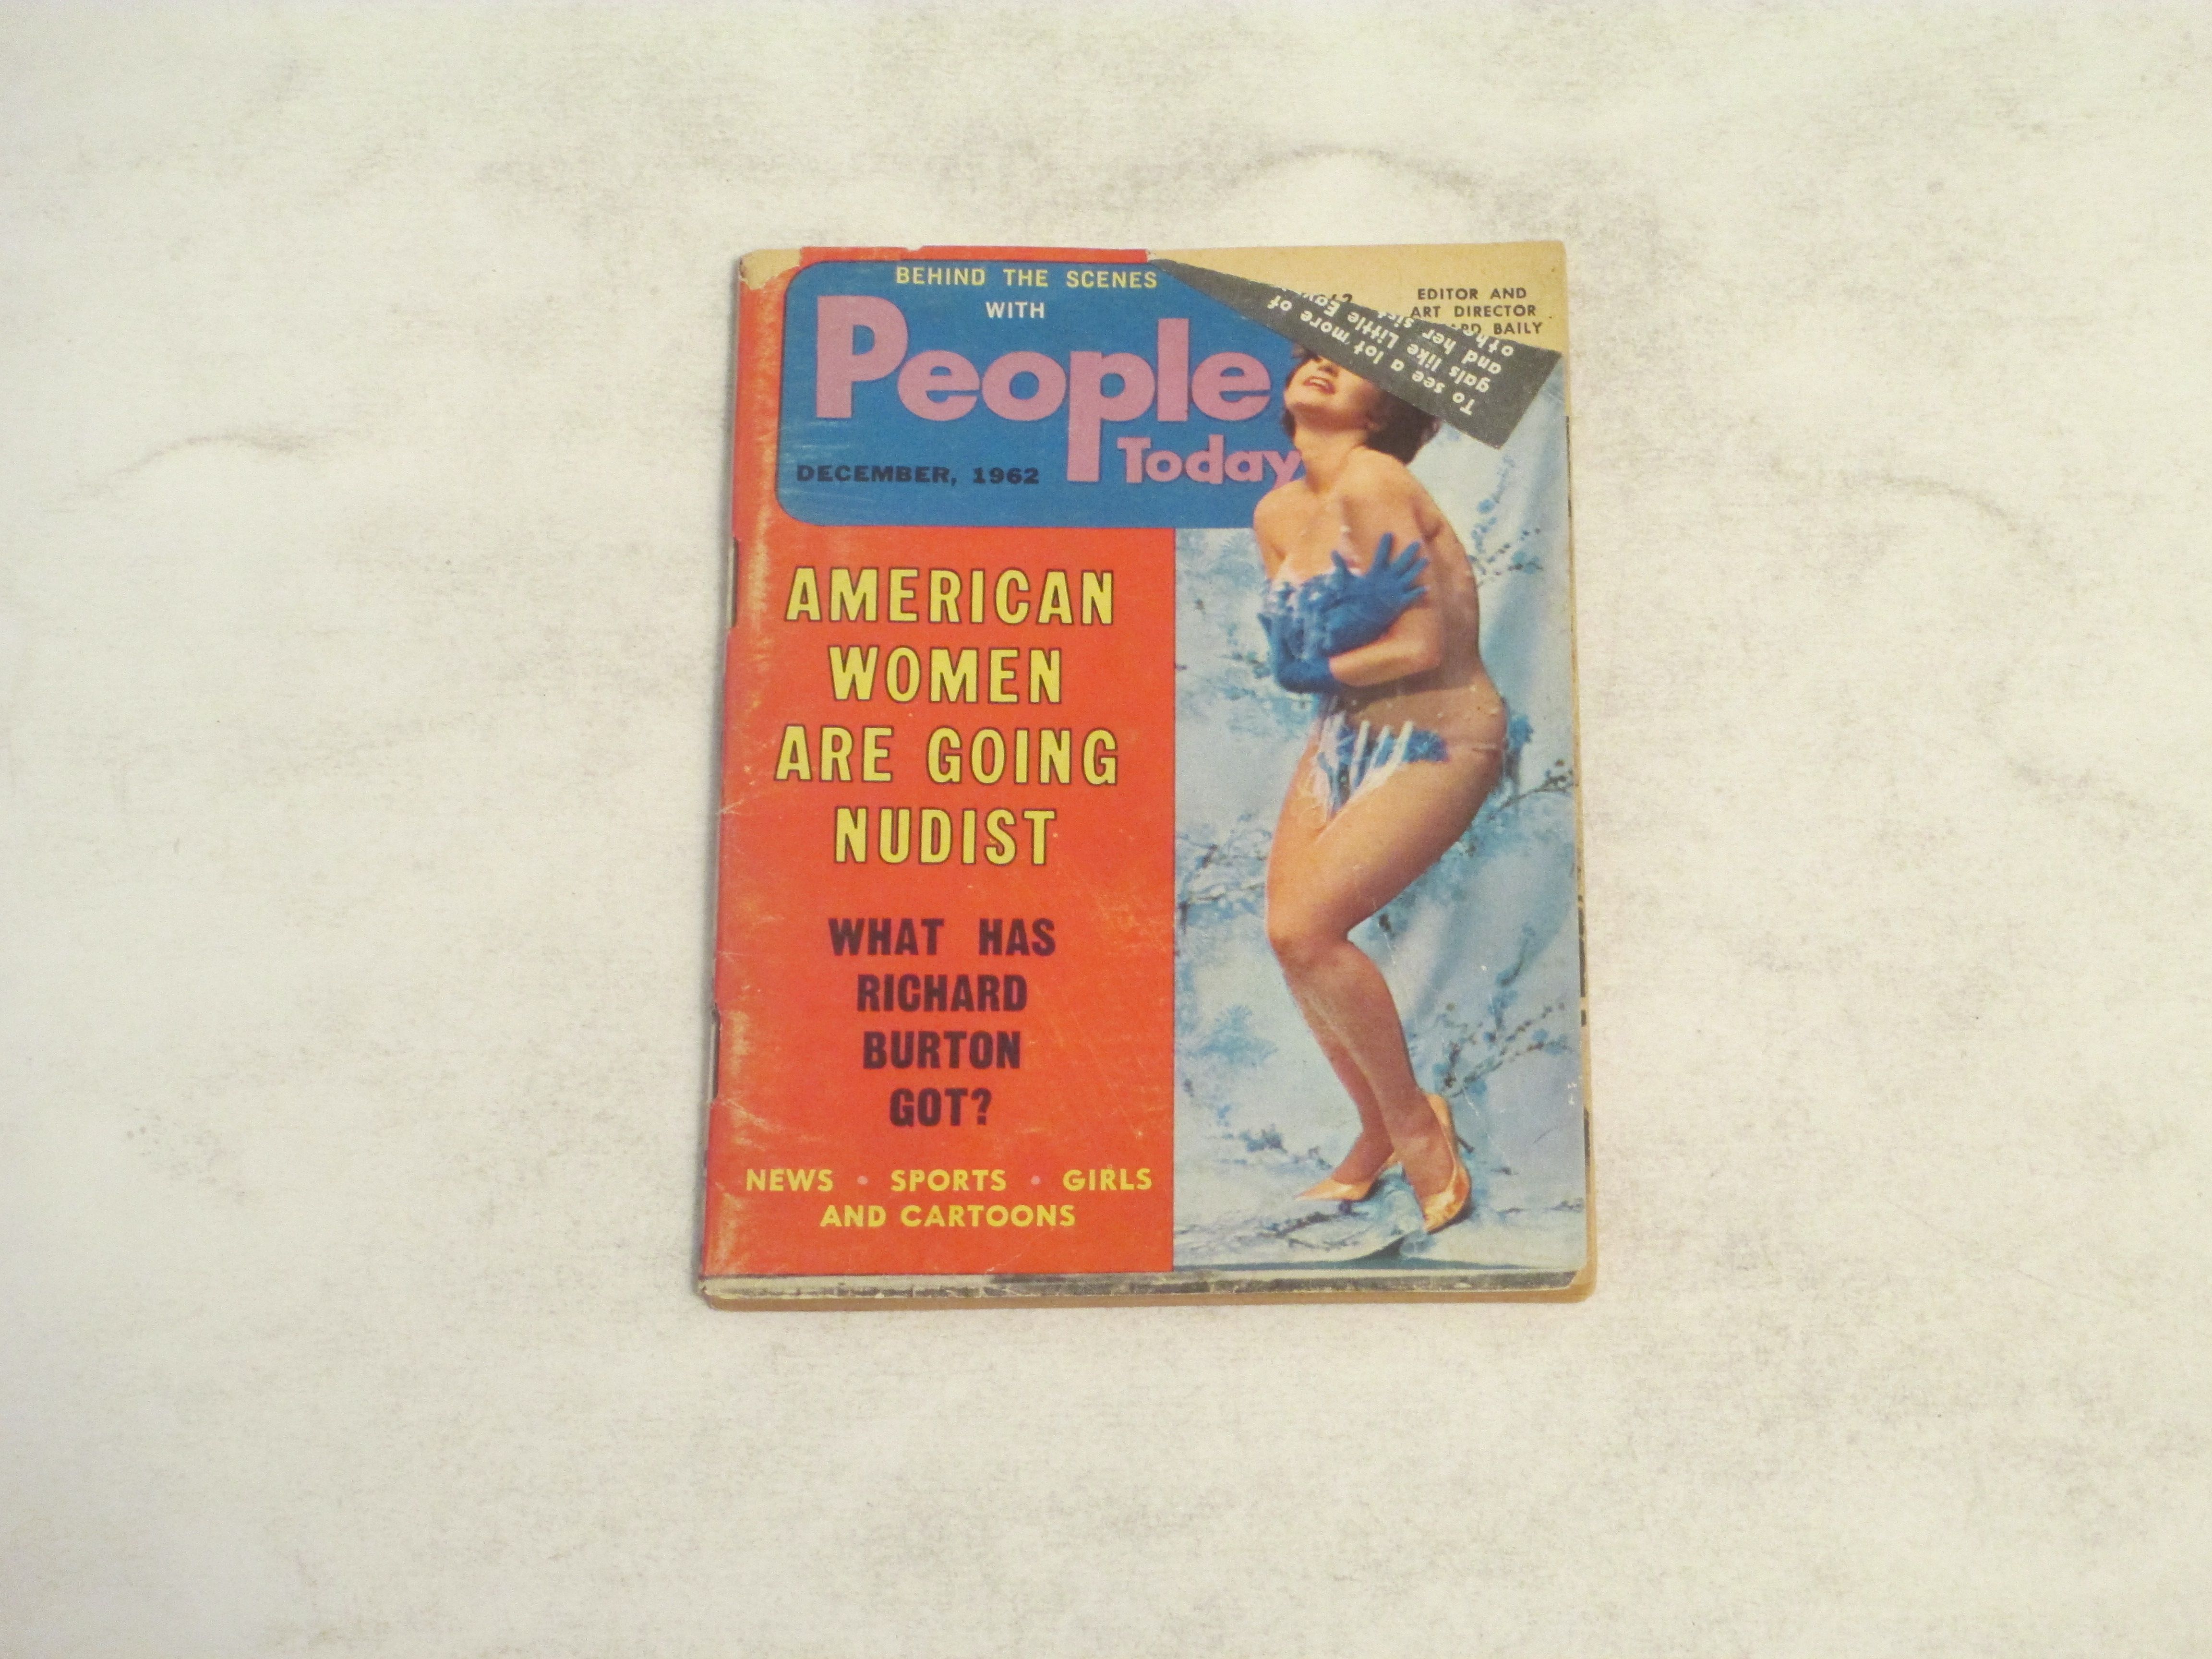 BEHIND THE SCENES
WITH
People
Today
DECEMBER, 1962
EDITOR AND
ART DIRECTOR
BAILY
To see a lot more of
gals like Little
and her
AMERICAN
WOMEN
ARE GOING
NUDIST
WHAT HAS
RICHARD
BURTON
GOT?
NEWS • SPORTS • GIRLS
AND CARTOONS